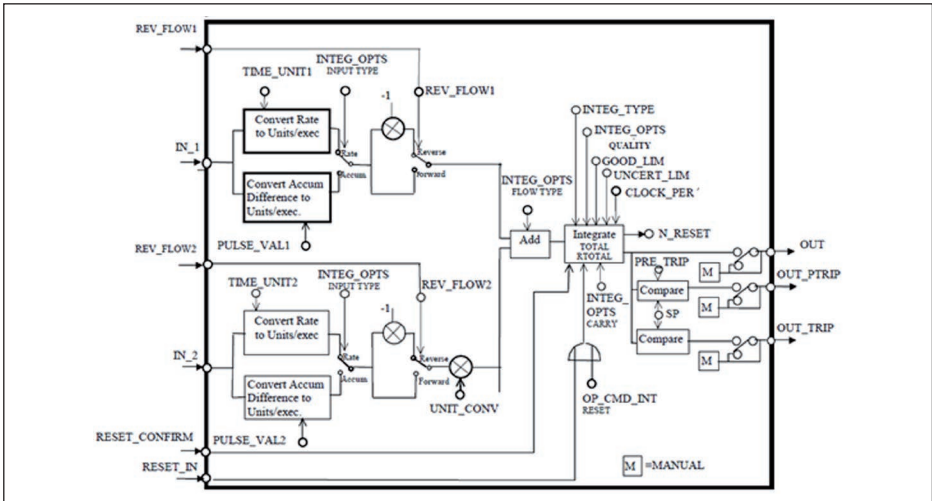 REV_FLOW1
INTEG_OPTS
INPUT TYPE
TIME_UNIT1
-1
REV_FLOW1
INTEG_TYPE
Convert Rate
to Units/exec
INTEG_OPTS
QUALITY
IN_1
Rate
Accum
Reverse
Forward
GOOD_LIM
UNCERT_LIM
CLOCK_PER
Convert Accum
Difference to
Units/exec.
INTEG_OPTS
FLOW TYPE
PULSE_VAL1
Add
Integrate
TOTAL
RTOTAL
N_RESET
OUT
REV_FLOW2
TIME_UNIT2
INTEG_OPTS
INPUT TYPE
REV_FLOW2
PRE_TRIP
M
OUT_PTRIP
Compare
M
-1
INTEG_
OPTS
CARRY
SP
Convert Rate
to Units/exec
Compare
OUT_TRIP
IN_2
Rate
Accum
Reverse
Forward
M
Convert Accum
Difference to
Units/exec.
UNIT_CONV
OP_CMD_INT
RESET
RESET_CONFIRM
PULSE_VAL2
RESET_IN
M =MANUAL